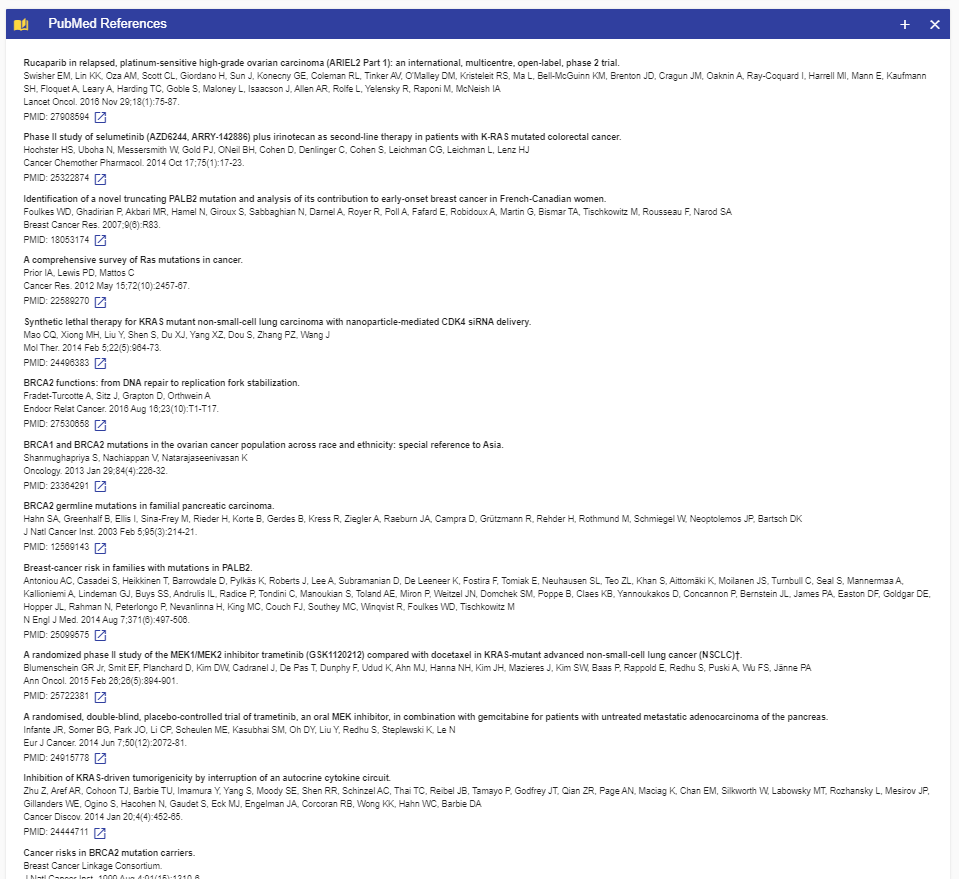 PubMed References
Rucaparib in relapsed, platinum-sensitive high-grade ovarian carcinoma (ARIEL2 Part 1): an international, multicentre, open-label, phase 2 trial.
Swisher EM, Lin KK, Oza AM, Scott CL, Giordano H, Sun J, Konecny GE, Coleman RL, Tinker AV, O'Malley DM, Kristeleit RS, Ma L, Bell-McGuinn KM, Brenton JD, Cragun JM, Oaknin A, Ray-Coquard I, Harrell MI, Mann E, Kaufmann
SH, Floquet A, Leary A, Harding TC, Goble S, Maloney L, Isaacson J, Allen AR, Rolfe L, Yelensky R, Raponi M, McNeish IA
Lancet Oncol. 2016 Nov 29;18(1):75-87.
PMID: 27908594
Phase II study of selumetinib (AZD6244, ARRY-142886) plus irinotecan as second-line therapy in patients with K-RAS mutated colorectal cancer.
Hochster HS, Uboha N, Messersmith W, Gold PJ, ONeil BH, Cohen D, Denlinger C, Cohen S, Leichman CG, Leichman L, Lenz HJ
Cancer Chemother Pharmacol. 2014 Oct 17;75(1):17-23.
PMID: 25322874
Identification of a novel truncating PALB2 mutation and analysis of its contribution to early-onset breast cancer in French-Canadian women.
Foulkes WD, Ghadirian P, Akbari MR, Hamel N, Giroux S, Sabbaghian N, Darnel A, Royer R, Poll A, Fafard E, Robidoux A, Martin G, Bismar TA, Tischkowitz M, Rousseau F, Narod SA
Breast Cancer Res. 2007;9(6):R83.
PMID: 18053174
A comprehensive survey of Ras mutations in cancer.
Prior IA, Lewis PD, Mattos C
Cancer Res. 2012 May 15;72(10):2457-67.
PMID: 22589270
Synthetic lethal therapy for KRAS mutant non-small-cell lung carcinoma with nanoparticle-mediated CDK4 siRNA delivery.
Mao CQ, Xiong MH, Liu Y, Shen S, Du XJ, Yang XZ, Dou S, Zhang PZ, Wang J
Mol Ther. 2014 Feb 5;22(5):964-73.
PMID: 24496383
BRCA2 functions: from DNA repair to replication fork stabilization.
Fradet-Turcotte A, Sitz J, Grapton D, Orthwein A
Endocr Relat Cancer. 2016 Aug 16;23(10):T1-T17.
PMID: 27530658
BRCA1 and BRCA2 mutations in the ovarian cancer population across race and ethnicity: special reference to Asia.
Shanmughapriya S, Nachiappan V, Natarajaseenivasan K
Oncology. 2013 Jan 29;84(4):226-32.
PMID: 23364291
BRCA2 germline mutations in familial pancreatic carcinoma.
Hahn SA, Greenhalf B, Ellis I, Sina-Frey M, Rieder H, Korte B, Gerdes B, Kress R, Ziegler A, Raeburn JA, Campra D, Grützmann R, Rehder H, Rothmund M, Schmiegel W, Neoptolemos JP, Bartsch DK
J Natl Cancer Inst. 2003 Feb 5;95(3):214-21.
PMID: 12569143
Breast-cancer risk in families with mutations in PALB2.
Antoniou AC, Casadei S, Heikkinen T, Barrowdale D, Pylkäs K, Roberts J, Lee A, Subramanian D, De Leeneer K, Fostira F, Tomiak E, Neuhausen SL, Teo ZL, Khan S, Aittomäki K, Moilanen JS, Turnbull C, Seal S, Mannermaa A,
Kallioniemi A, Lindeman GJ, Buys SS, Andrulis IL, Radice P, Tondini C, Manoukian S, Toland AE, Miron P, Weitzel JN, Domchek SM, Poppe B, Claes KB, Yannoukakos D, Concannon P, Bernstein JL, James PA, Easton DF, Goldgar DE,
Hopper JL, Rahman N, Peterlongo P, Nevanlinna H, King MC, Couch FJ, Southey MC, Winqvist R, Foulkes WD, Tischkowitz M
N Engl J Med. 2014 Aug 7;371(6):497-506.
PMID: 25099575
A randomized phase II study of the MEK1/MEK2 inhibitor trametinib (GSK1120212) compared with docetaxel in KRAS-mutant advanced non-small-cell lung cancer (NSCLC)†.
Blumenschein GR Jr, Smit EF, Planchard D, Kim DW, Cadranel J, De Pas T, Dunphy F, Udud K, Ahn MJ, Hanna NH, Kim JH, Mazieres J, Kim SW, Baas P, Rappold E, Redhu S, Puski A, Wu FS, Jänne PA
Ann Oncol. 2015 Feb 26;26(5):894-901.
PMID: 25722381
A randomised, double-blind, placebo-controlled trial of trametinib, an oral MEK inhibitor, in combination with gemcitabine for patients with untreated metastatic adenocarcinoma of the pancreas.
Infante JR, Somer BG, Park JO, Li CP, Scheulen ME, Kasubhai SM, Oh DY, Liu Y, Redhu S, Steplewski K, Le N
Eur J Cancer. 2014 Jun 7;50(12):2072-81.
PMID: 24915778
Inhibition of KRAS-driven tumorigenicity by interruption of an autocrine cytokine circuit.
Zhu Z, Aref AR, Cohoon TJ, Barbie TU, Imamura Y, Yang S, Moody SE, Shen RR, Schinzel AC, Thai TC, Reibel JB, Tamayo P, Godfrey JT, Qian ZR, Page AN, Maciag K, Chan EM, Silkworth W, Labowsky MT, Rozhansky L, Mesirov JP,
Gillanders WE, Ogino S, Hacohen N, Gaudet S, Eck MJ, Engelman JA, Corcoran RB, Wong KK, Hahn WC, Barbie DA
Cancer Discov. 2014 Jan 20;4(4):452-65.
PMID: 24444711
Cancer risks in BRCA2 mutation carriers.
Breast Cancer Linkage Consortium.
J Natl Cancer Inst. 1999 Aug 4;91(15):1310-6.